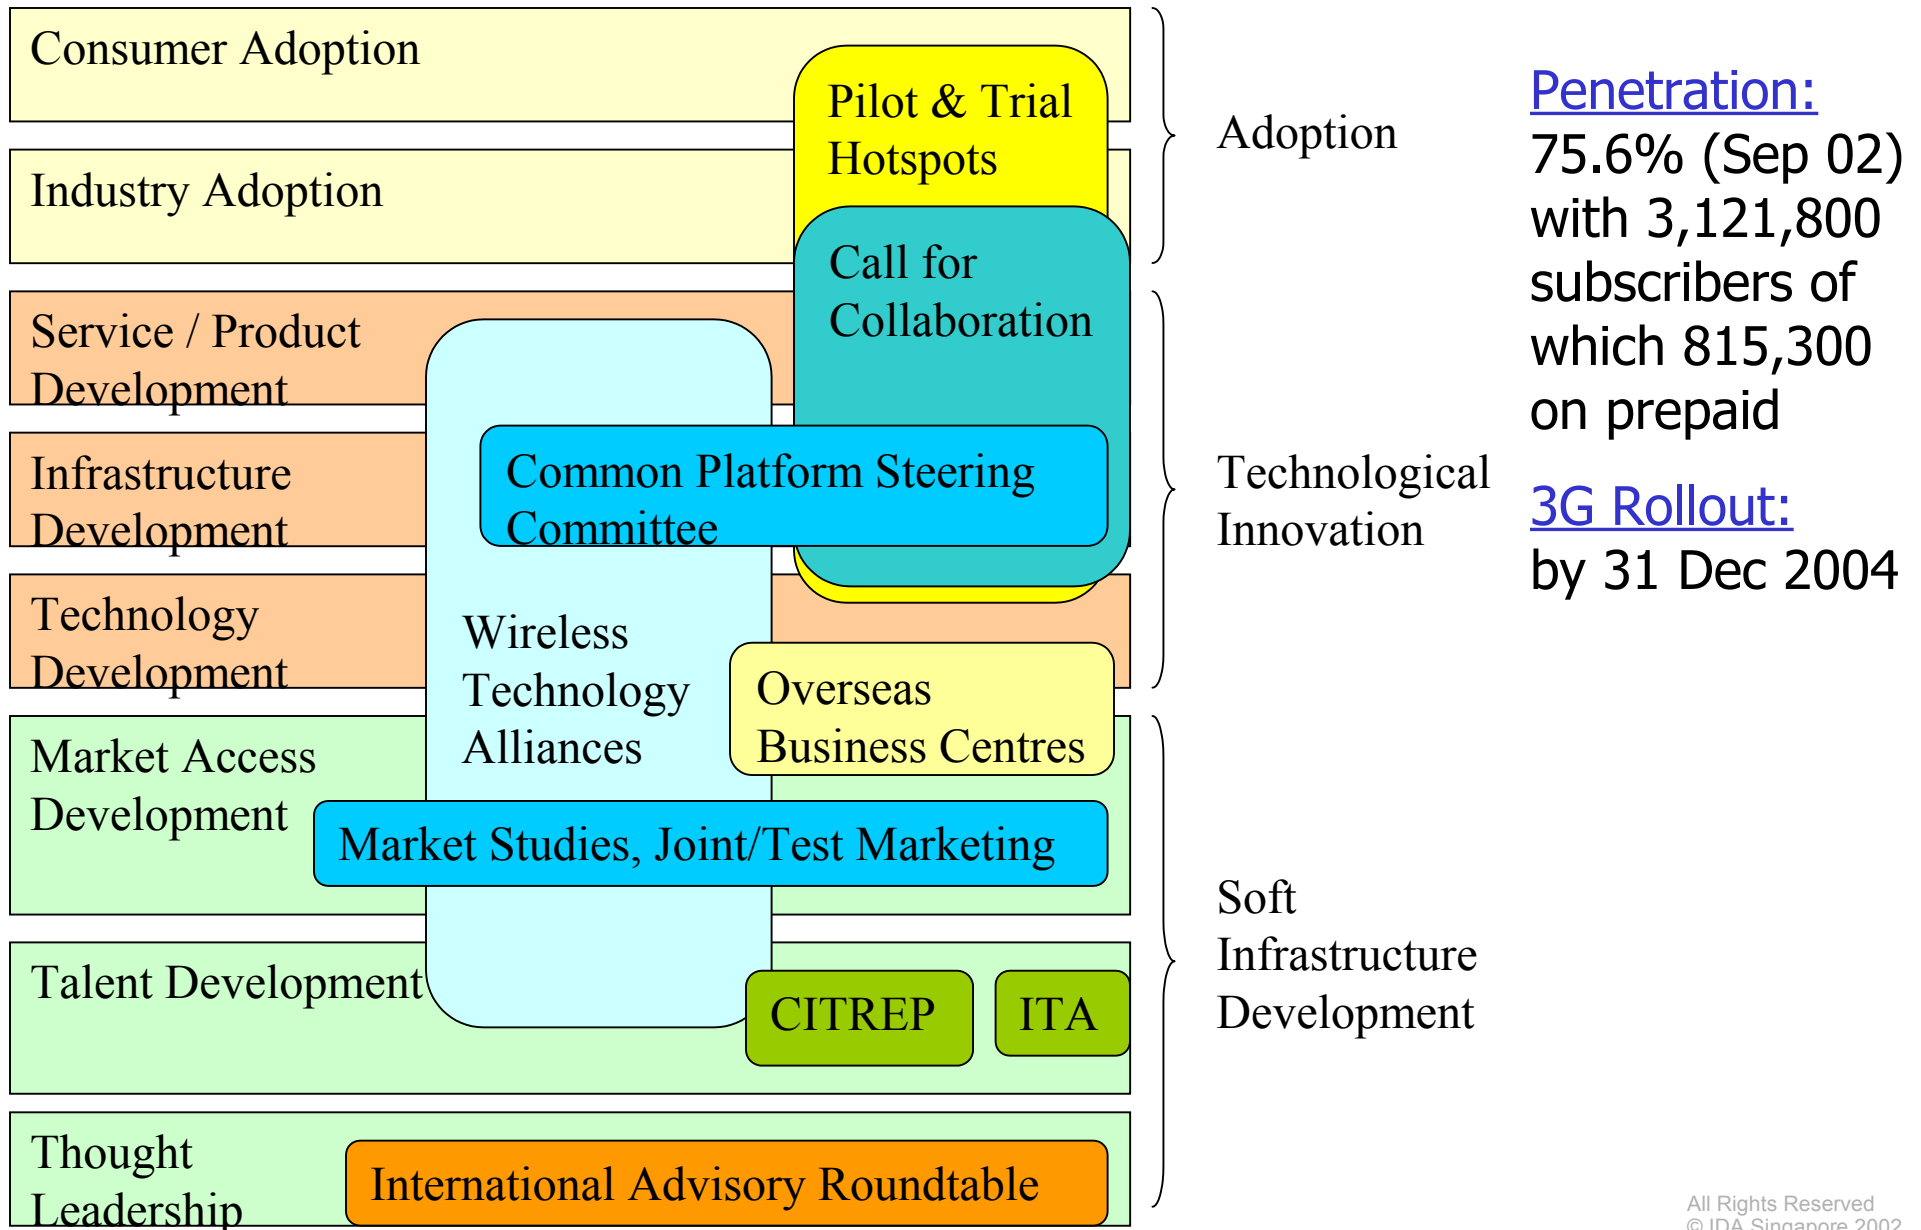 Consumer Adoption
Industry Adoption
Service / Product
Development
Infrastructure
Development
Technology
Development
Market Access
Development
Talent Development
Thought
Leadership
Pilot & Trial
Hotspots
Call for
Collaboration
Common Platform Steering
Committee
Wireless
Technology
Alliances
Overseas
Business Centres
Market Studies, Joint/Test Marketing
CITREP
ITA
International Advisory Roundtable
Adoption
Technological
Innovation
Soft
Infrastructure
Development
Penetration:
75.6% (Sep 02)
with 3,121,800
subscribers of
which 815,300
on prepaid
3G Rollout:
by 31 Dec 2004
All Rights Reserved
© IDA Singapore 2002